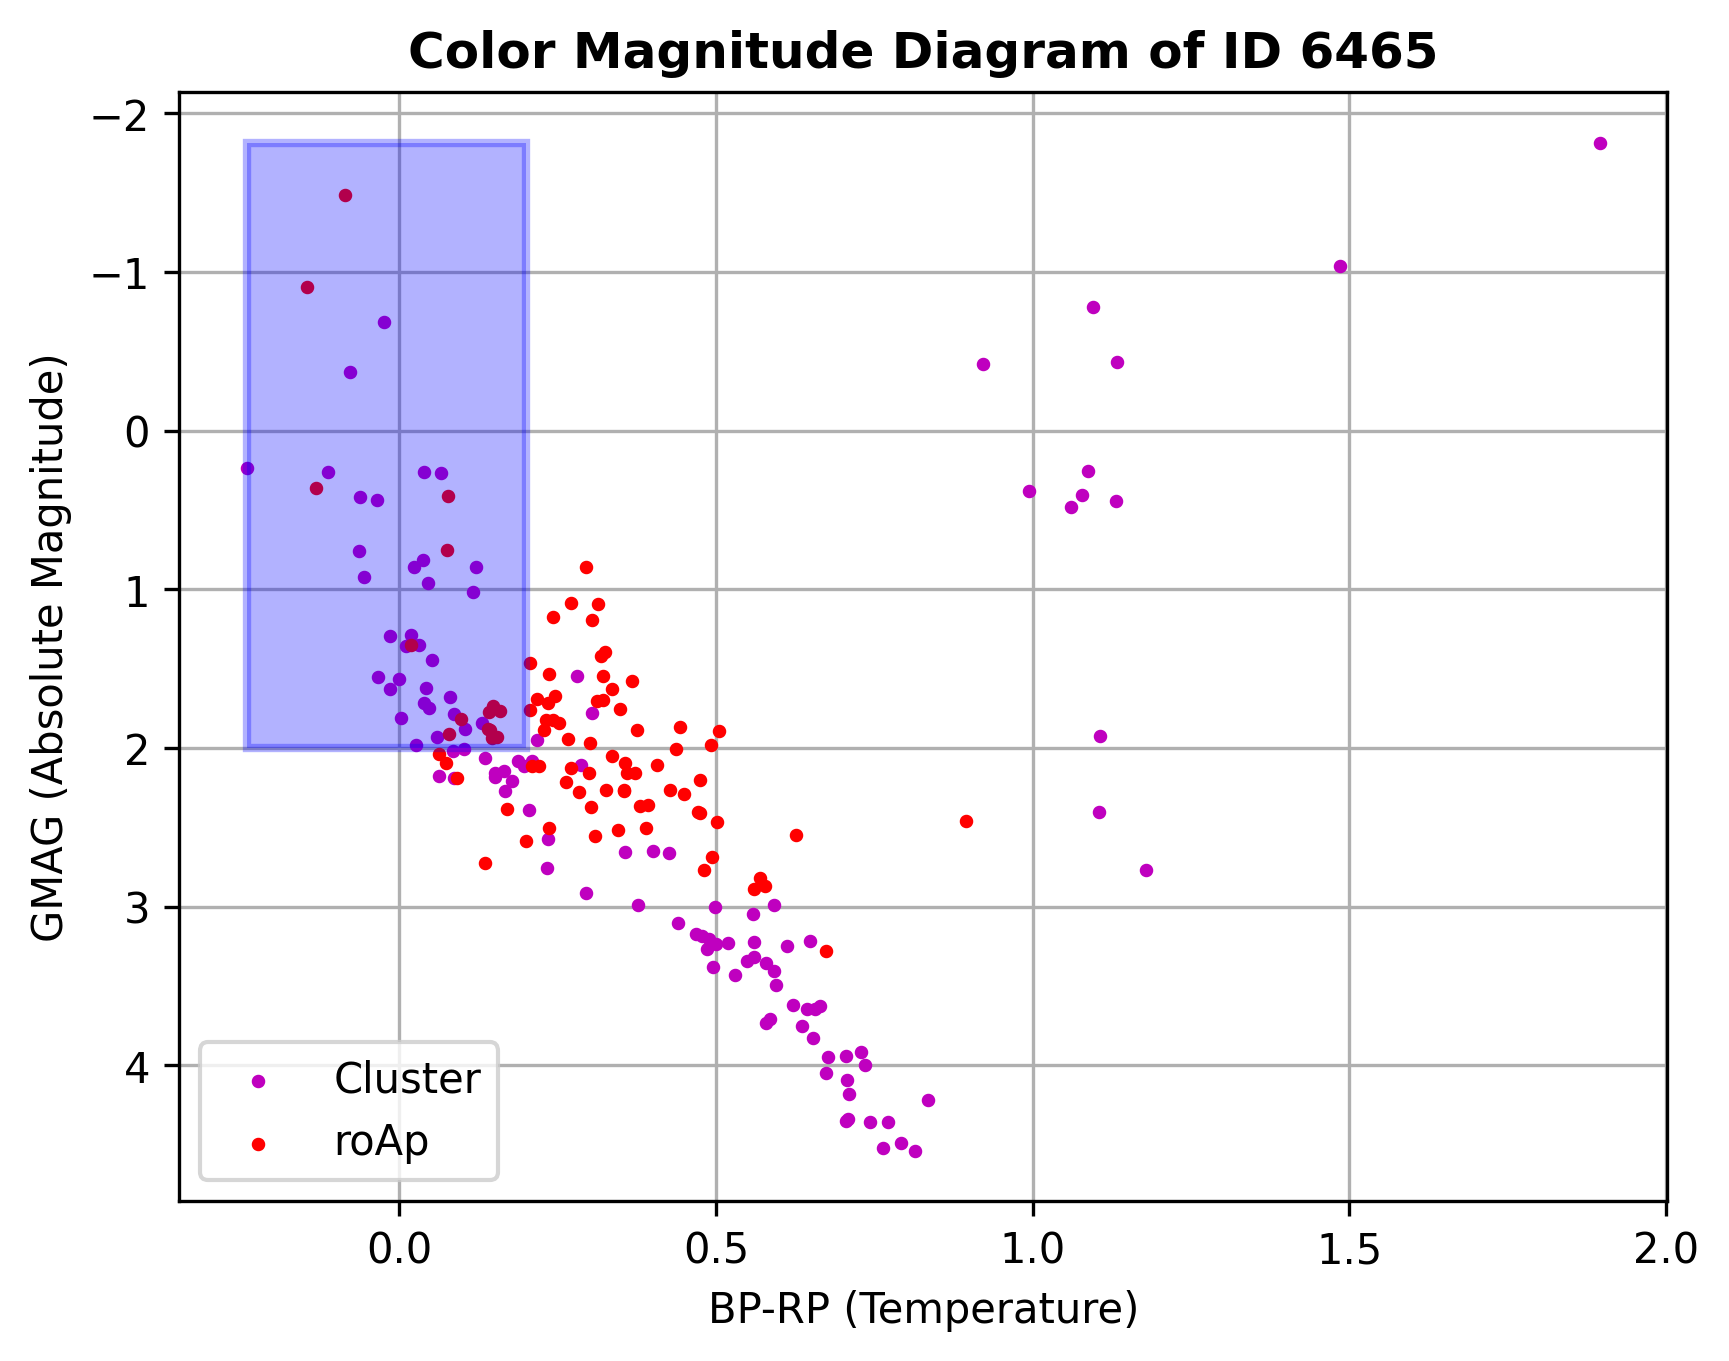 Color Magnitude Diagram of ID 6465
GMAG (Absolute Magnitude)
−2
−1
0
1
2
3
4
Cluster
roAp
0.0 0.5 1.0 1.5 2.0
BP-RP (Temperature)